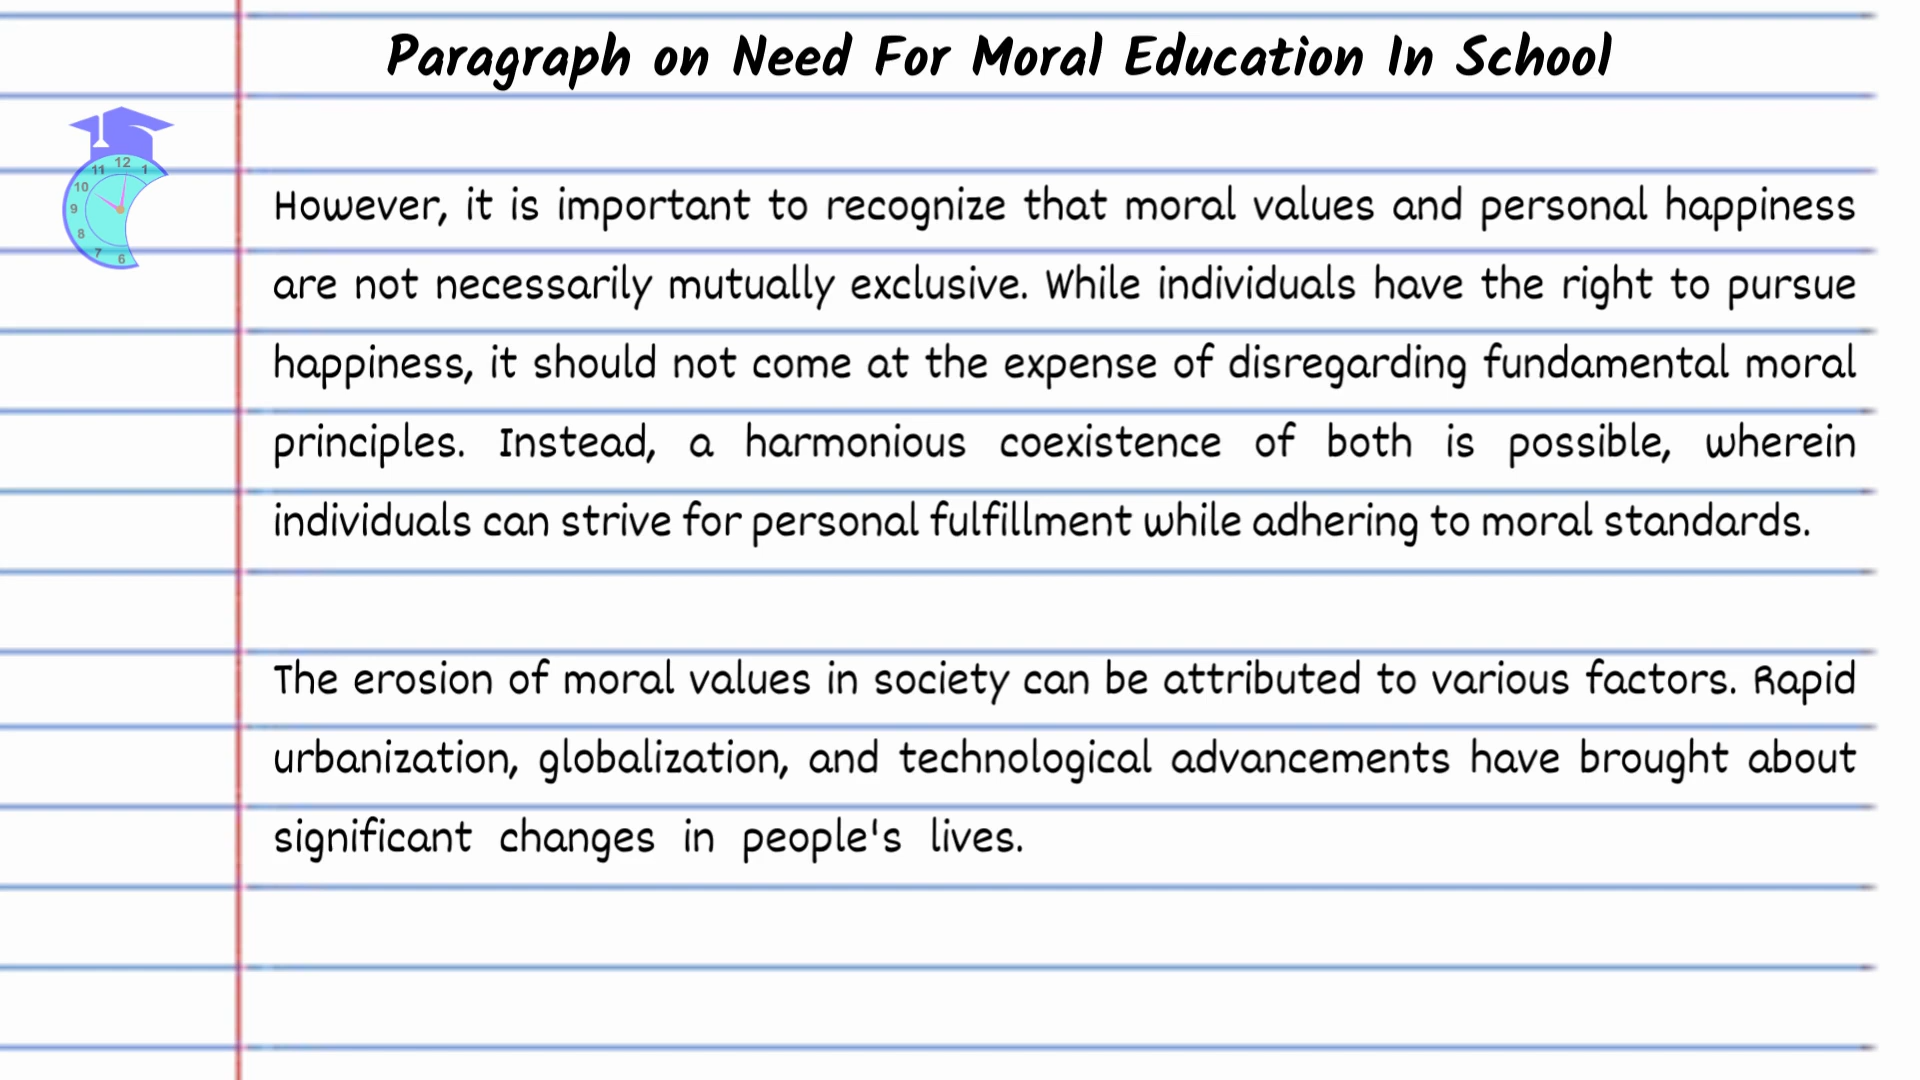 Paragraph on Need For Moral Education In School
12
11 1
10
9
8
7
6
However, it is important to recognize that moral values and personal happiness
are not necessarily mutually exclusive. While individuals have the right to pursue
happiness, it should not come at the expense of disregarding fundamental moral
principles. Instead, a harmonious coexistence of both is possible, wherein
individuals can strive for personal fulfillment while adhering to moral standards.
The erosion of moral values in society can be attributed to various factors. Rapid
urbanization, globalization, and technological advancements have brought about
significant changes in people's lives.